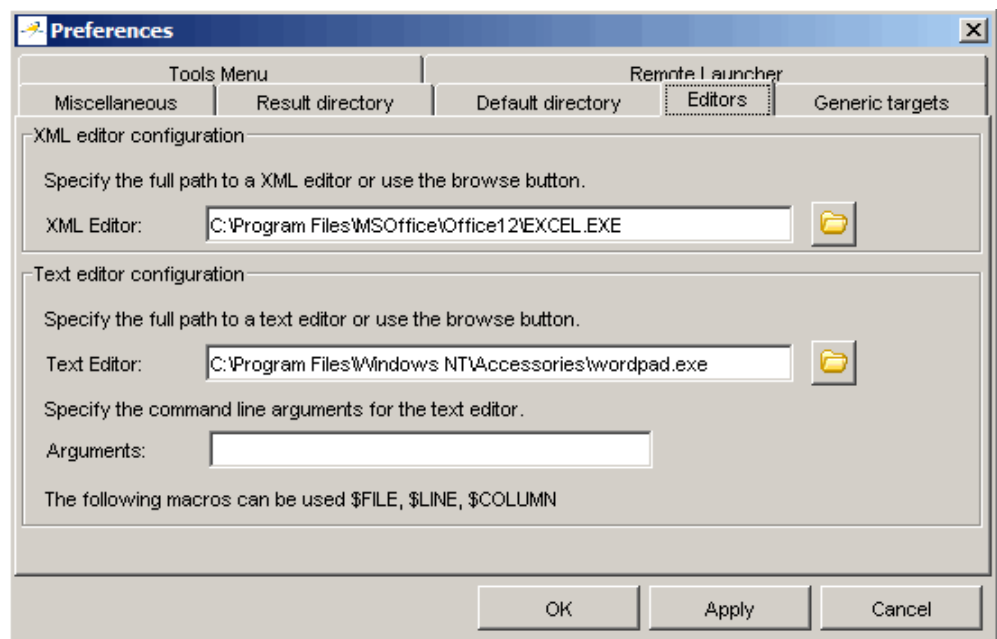 Preferences
Tools Menu Remote Launcher
Miscellaneous Result directory Default directory Editors Generic targets
XML editor configuration
Specify the full path to a XML editor or use the browse button.
XML Editor: C:\Program Files\MSOffice\Office12\EXCEL.EXE
Text editor configuration
Specify the full path to a text editor or use the browse button.
Text Editor: C:\Program Files\Windows NT\Accessories\wordpad.exe
Specify the command line arguments for the text editor.
Arguments:
The following macros can be used $FILE, $LINE, $COLUMN
OK Apply Cancel